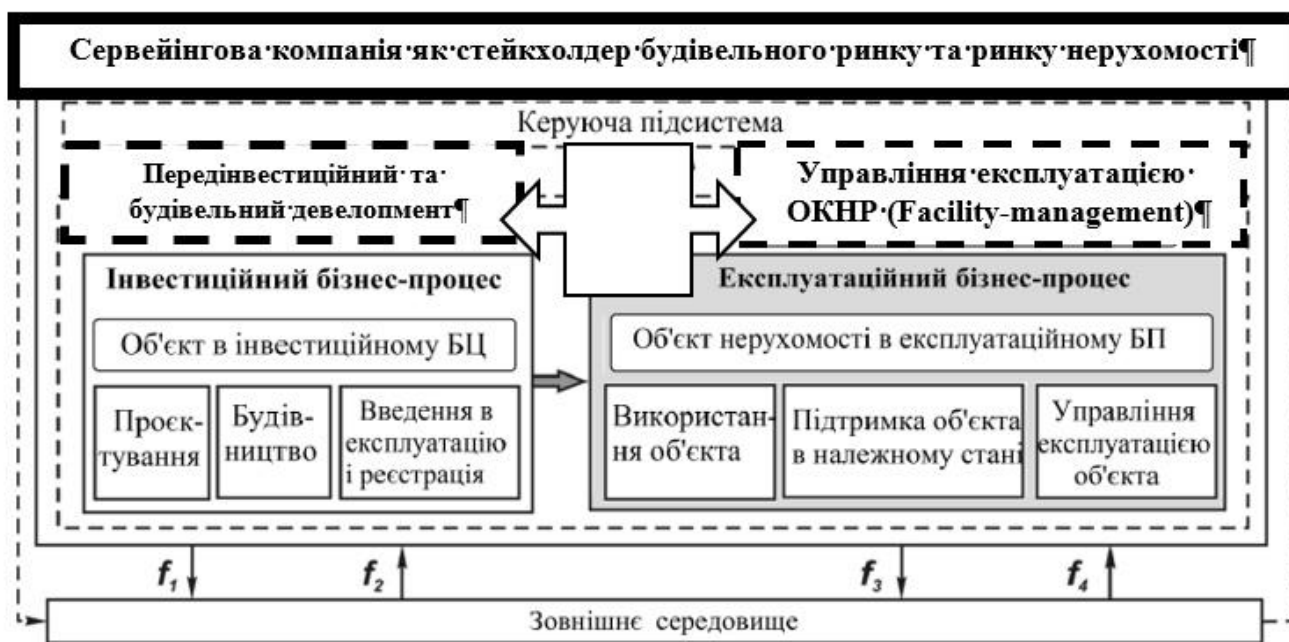 Сервейінгова·компанія·як·стейкхолдер·будівельного·ринку·та·ринку·нерухомості¶
Керуюча підсистема
Передінвестиційний·та·
будівельний·девелопмент¶
Управління·експлуатацією·
ОКНР·(Facility-management)¶
Інвестиційний бізнес-процес
Об'єкт в інвестиційному БЦ
Проєк-
тування
Будів-
ництво
Введення в
експлуатацію
і реєстрація
Експлуатаційний бізнес-процес
Об'єкт нерухомості в експлуатаційному БП
Використан-
ня об'єкта
Підтримка об'єкта
в належному стані
Управління
експлуатацією
об'єкта
f₁
f₂
f₃
f₄
Зовнішнє середовище